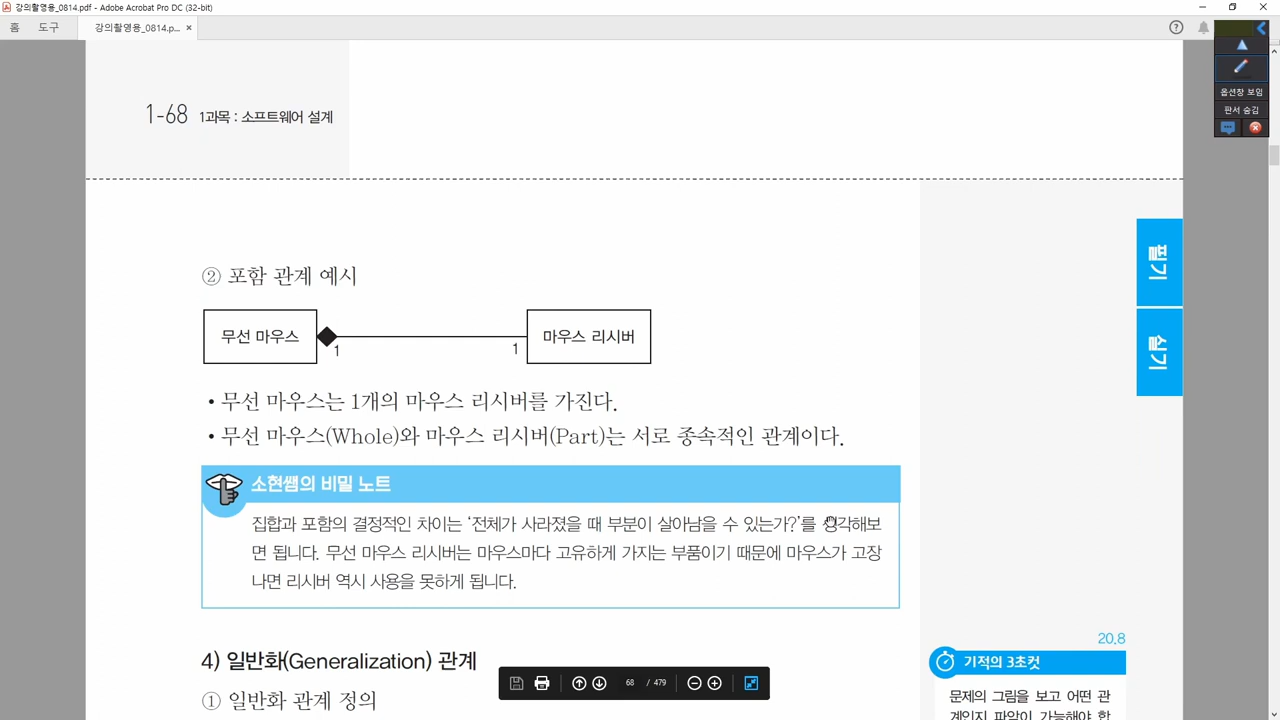 강의촬영용_0814.pdf - Adobe Acrobat Pro DC (32-bit)
홈 도구 강의촬영용_0814.p... ×
옵션창 보임
판서 숨김
1-68 1과목 : 소프트웨어 설계
필기
실기
② 포함 관계 예시
무선 마우스 1 1 마우스 리시버
• 무선 마우스는 1개의 마우스 리시버를 가진다.
• 무선 마우스(Whole)와 마우스 리시버(Part)는 서로 종속적인 관계이다.
소현쌤의 비밀 노트
집합과 포함의 결정적인 차이는 ‘전체가 사라졌을 때 부분이 살아남을 수 있는가?’를 생각해보
면 됩니다. 무선 마우스 리시버는 마우스마다 고유하게 가지는 부품이기 때문에 마우스가 고장
나면 리시버 역시 사용을 못하게 됩니다.
4) 일반화(Generalization) 관계
① 일반화 관계 정의
20.8
기적의 3초컷
문제의 그림을 보고 어떤 관
계인지 파악이 가능해야 합
68 / 479